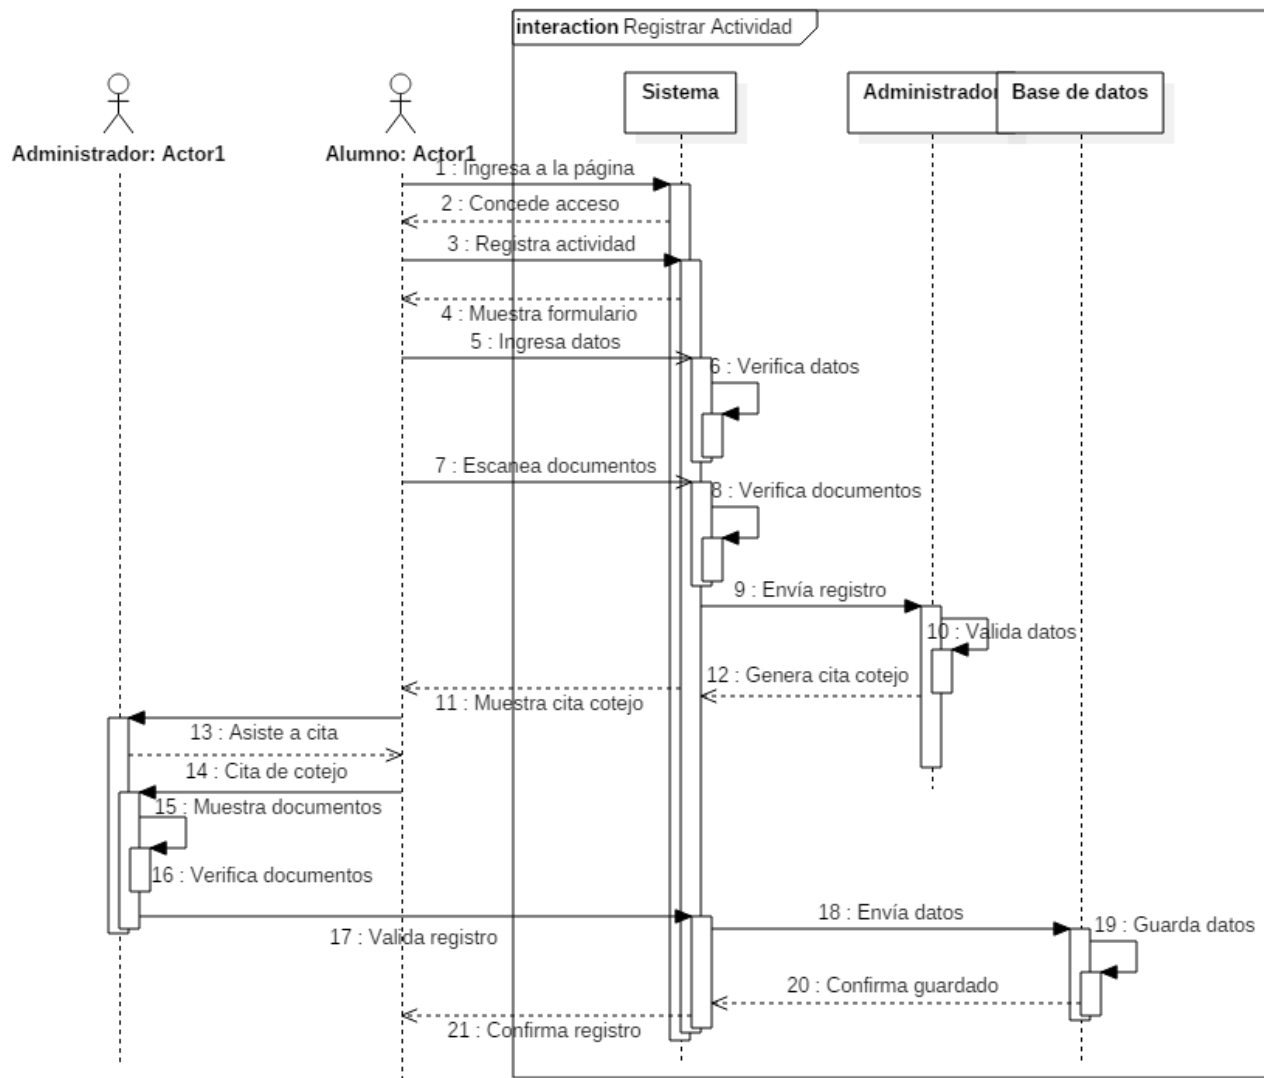 interaction Registrar Actividad
Sistema
Administrador
Base de datos
Administrador: Actor1
Alumno: Actor1
1 : Ingresa a la página
2 : Concede acceso
3 : Registra actividad
4 : Muestra formulario
5 : Ingresa datos
6 : Verifica datos
7 : Escanea documentos
8 : Verifica documentos
9 : Envía registro
10 : Valida datos
12 : Genera cita cotejo
11 : Muestra cita cotejo
13 : Asiste a cita
14 : Cita de cotejo
15 : Muestra documentos
16 : Verifica documentos
17 : Valida registro
18 : Envía datos
19 : Guarda datos
20 : Confirma guardado
21 : Confirma registro